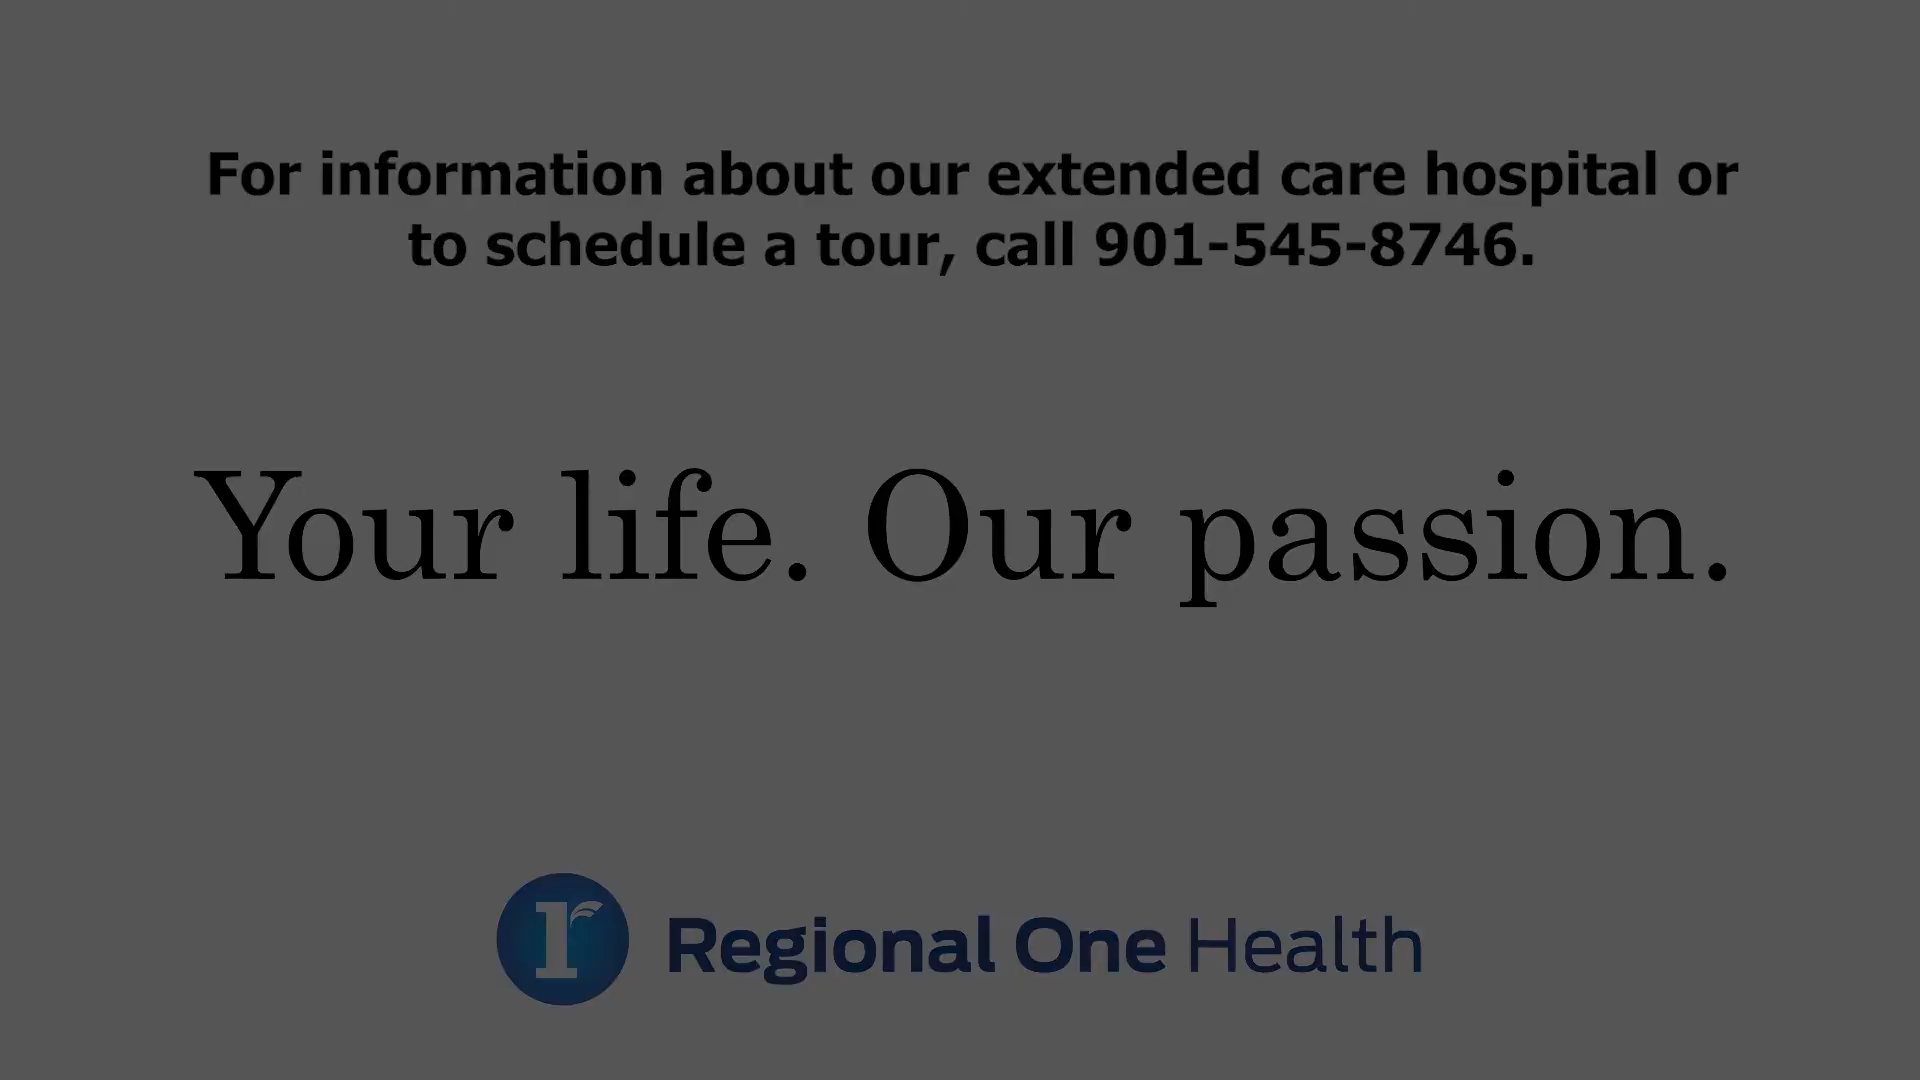 For information about our extended care hospital or
to schedule a tour, call 901-545-8746.
Your life. Our passion.
Regional One Health